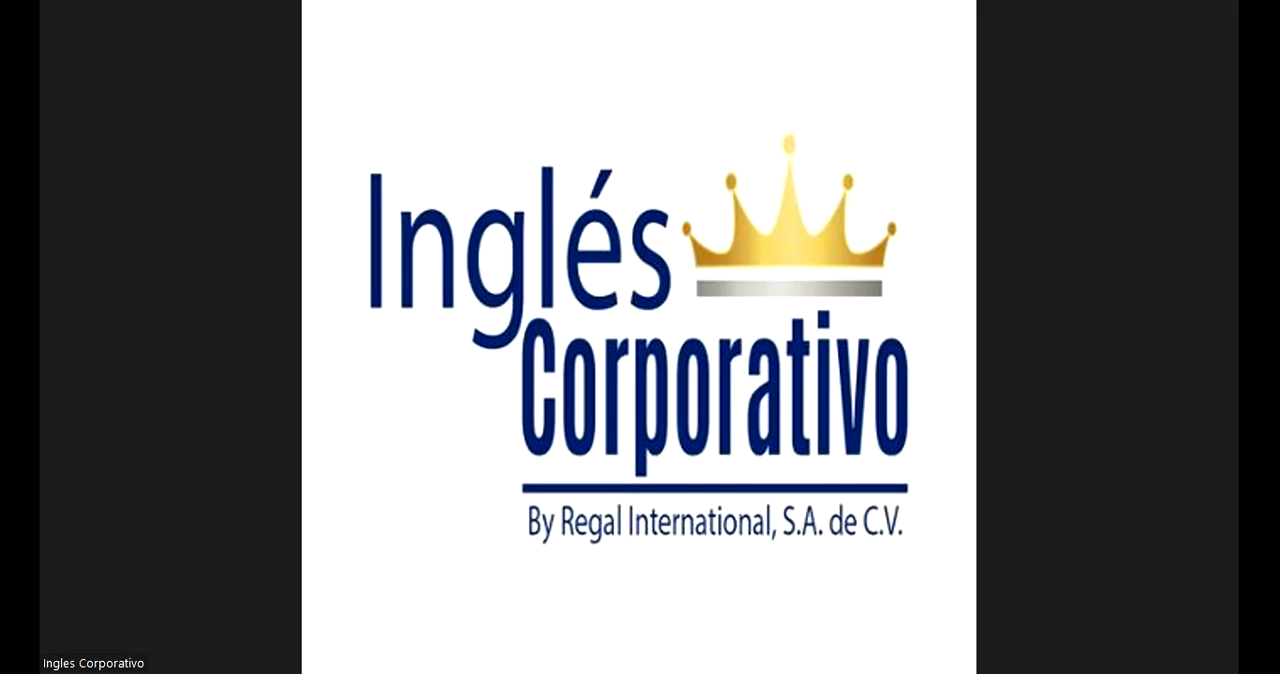 Inglés
Corporativo
By Regal International, S.A. de C.V.
Ingles Corporativo